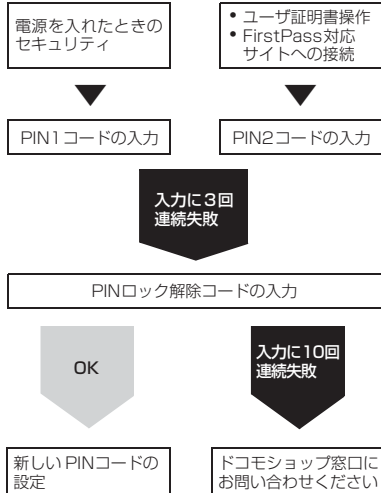 電源を入れたときの
セキュリティ
• ユーザ証明書操作
• FirstPass対応
サイトへの接続
PIN1コードの入力
PIN2コードの入力
入力に3回
連続失敗
PINロック解除コードの入力
OK
入力に10回
連続失敗
新しいPINコードの
設定
ドコモショップ窓口に
お問い合わせください